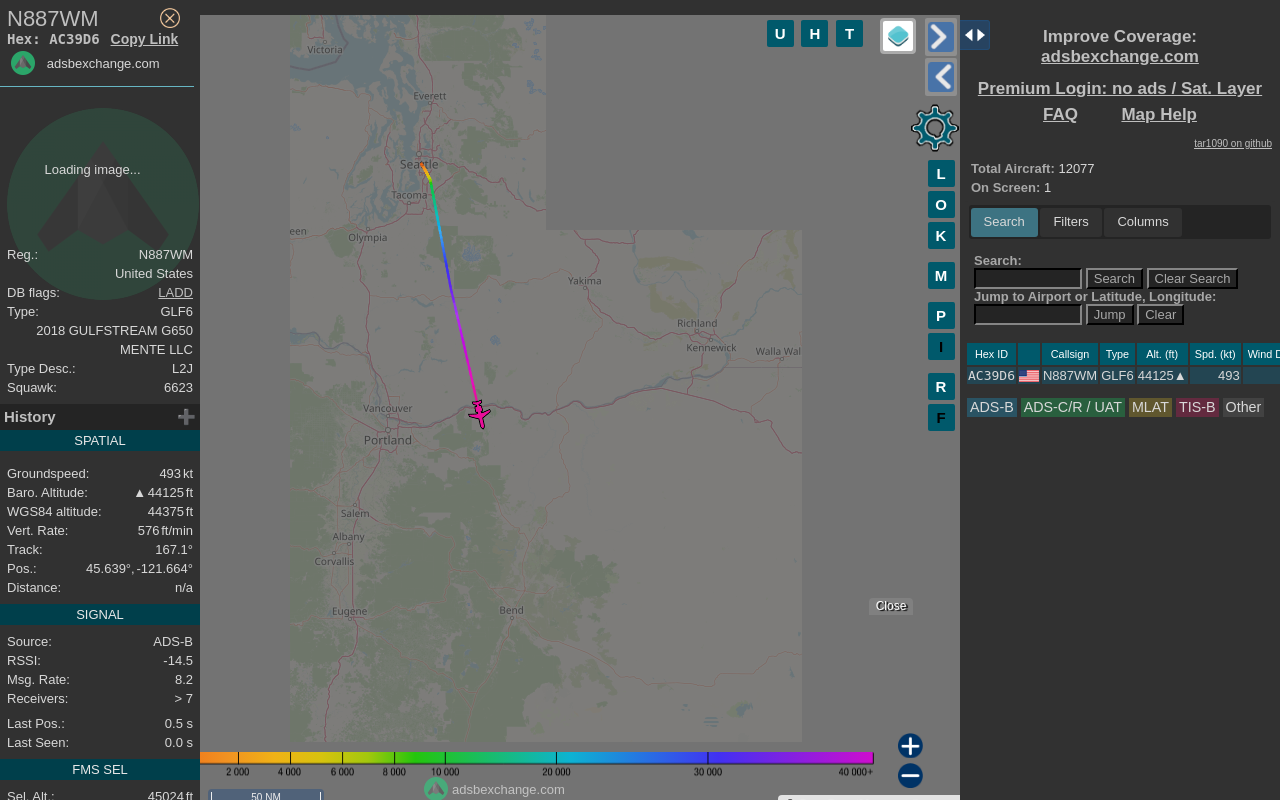 N887WM
Hex: AC39D6 Copy Link
adsbexchange.com
Loading image...
Reg.: N887WM
United States
DB flags: LADD
Type: GLF6
2018 GULFSTREAM G650
MENTE LLC
Type Desc.: L2J
Squawk: 6623
History
SPATIAL
Groundspeed: 493 kt
Baro. Altitude: ▲ 44125 ft
WGS84 altitude: 44375 ft
Vert. Rate: 576 ft/min
Track: 167.1°
Pos.: 45.639°, -121.664°
Distance: n/a
SIGNAL
Source: ADS-B
RSSI: -14.5
Msg. Rate: 8.2
Receivers: > 7
Last Pos.: 0.5 s
Last Seen: 0.0 s
FMS SEL
Sel. Alt.: 45024 ft
Victoria
Everett
Seattle
Tacoma
Olympia
een
Yakima
Richland
Kennewick
Walla Wal
Vancouver
Portland
Salem
Albany
Corvallis
Eugene
Bend
U H T
L
O
K
M
P
I
R
F
Close
2 000 4 000 6 000 8 000 10 000 20 000 30 000 40 000+
adsbexchange.com
50 NM
Improve Coverage:
adsbexchange.com
Premium Login: no ads / Sat. Layer
FAQ Map Help
tar1090 on github
Total Aircraft: 12077
On Screen: 1
Search Filters Columns
Search:
Search Clear Search
Jump to Airport or Latitude, Longitude:
Jump Clear
Hex ID Callsign Type Alt. (ft) Spd. (kt) Wind D
AC39D6 N887WM GLF6 44125▲ 493
ADS-B ADS-C/R / UAT MLAT TIS-B Other